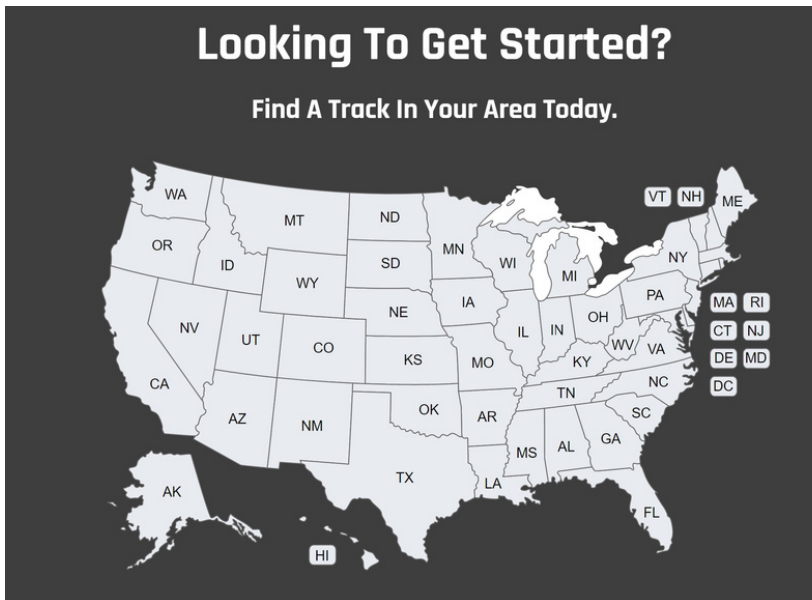 Looking To Get Started?
Find A Track In Your Area Today.
WA
MT
ND
MN
VT NH
ME
OR
ID
WY
SD
WI
MI
NY
NV
UT
CO
NE
IA
IL
IN
OH
PA
MA RI
CT NJ
DE MD
DC
CA
KS
MO
KY
WV
VA
AZ
NM
OK
AR
TN
NC
SC
TX
LA
MS
AL
GA
FL
AK
HI